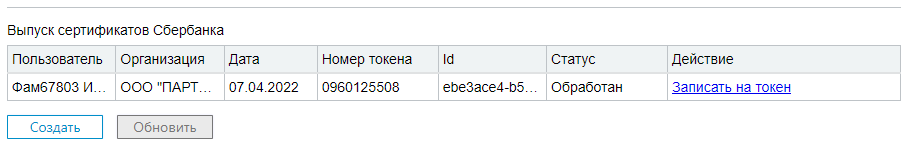 Выпуск сертификатов Сбербанка
Пользователь Организация Дата Номер токена Id Статус Действие
Фам67803 И... ООО "ПАРТ... 07.04.2022 0960125508 ebe3ace4-b5... Обработан Записать на токен
Создать Обновить